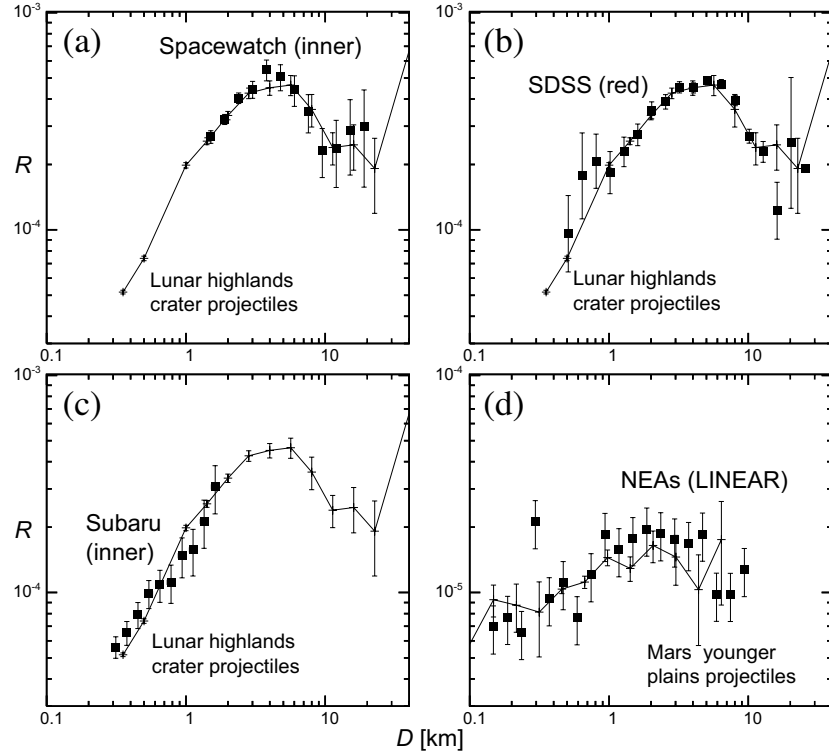 (a)
Spacewatch (inner)
Lunar highlands
crater projectiles
10-3
10-4
R
0.1
1
10
(b)
SDSS (red)
Lunar highlands
crater projectiles
10-3
10-4
0.1
1
10
(c)
Subaru
(inner)
Lunar highlands
crater projectiles
10-3
10-4
R
0.1
1
10
(d)
NEAs (LINEAR)
Mars younger
plains projectiles
10-4
10-5
0.1
1
10
D [km]